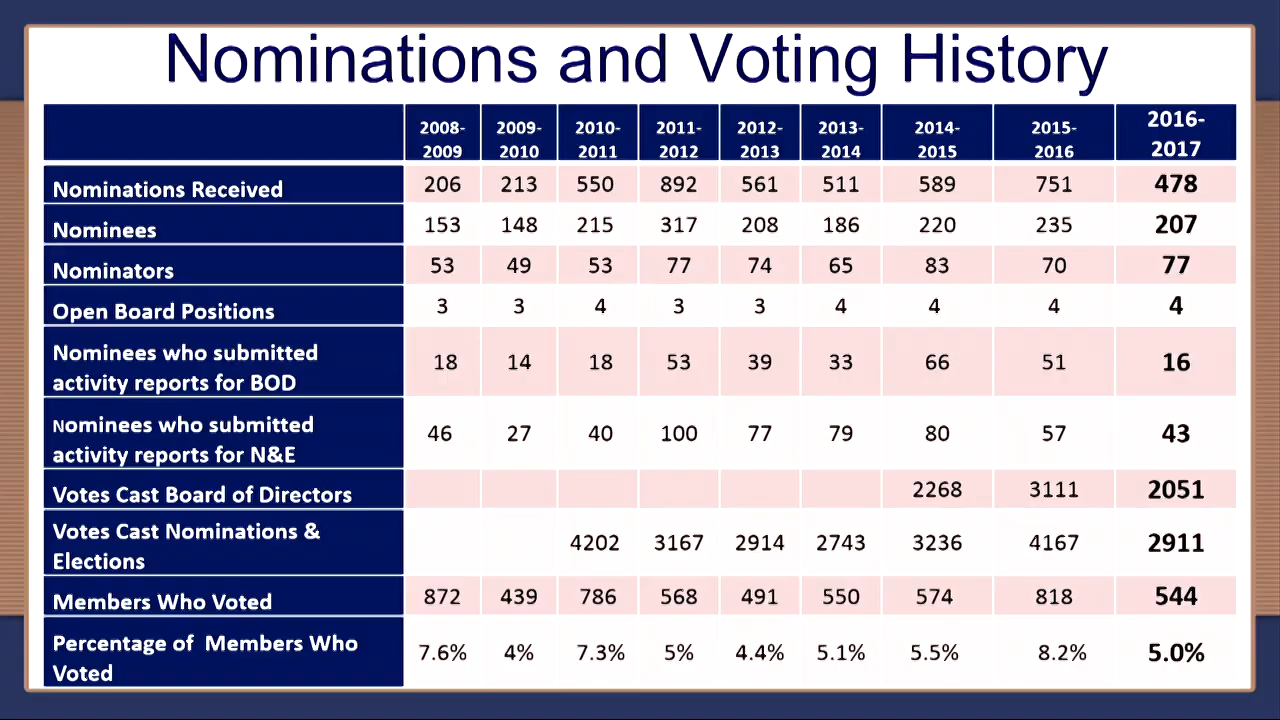 Nominations and Voting History
2008-2009 2009-2010 2010-2011 2011-2012 2012-2013 2013-2014 2014-2015 2015-2016 2016-2017
Nominations Received 206 213 550 892 561 511 589 751 478
Nominees 153 148 215 317 208 186 220 235 207
Nominators 53 49 53 77 74 65 83 70 77
Open Board Positions 3 3 4 3 3 4 4 4 4
Nominees who submitted
activity reports for BOD 18 14 18 53 39 33 66 51 16
Nominees who submitted
activity reports for N&E 46 27 40 100 77 79 80 57 43
Votes Cast Board of Directors 2268 3111 2051
Votes Cast Nominations &
Elections 4202 3167 2914 2743 3236 4167 2911
Members Who Voted 872 439 786 568 491 550 574 818 544
Percentage of Members Who
Voted 7.6% 4% 7.3% 5% 4.4% 5.1% 5.5% 8.2% 5.0%